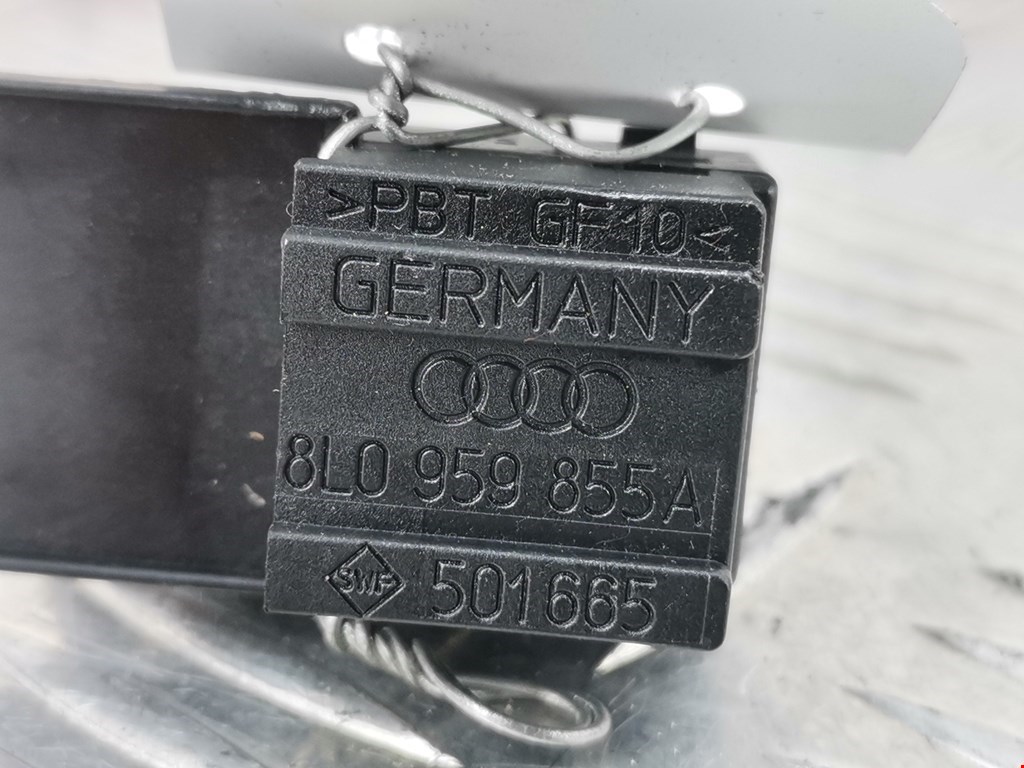 >PBT GF10<
GERMANY
8L0 959 855A
SWF 501665